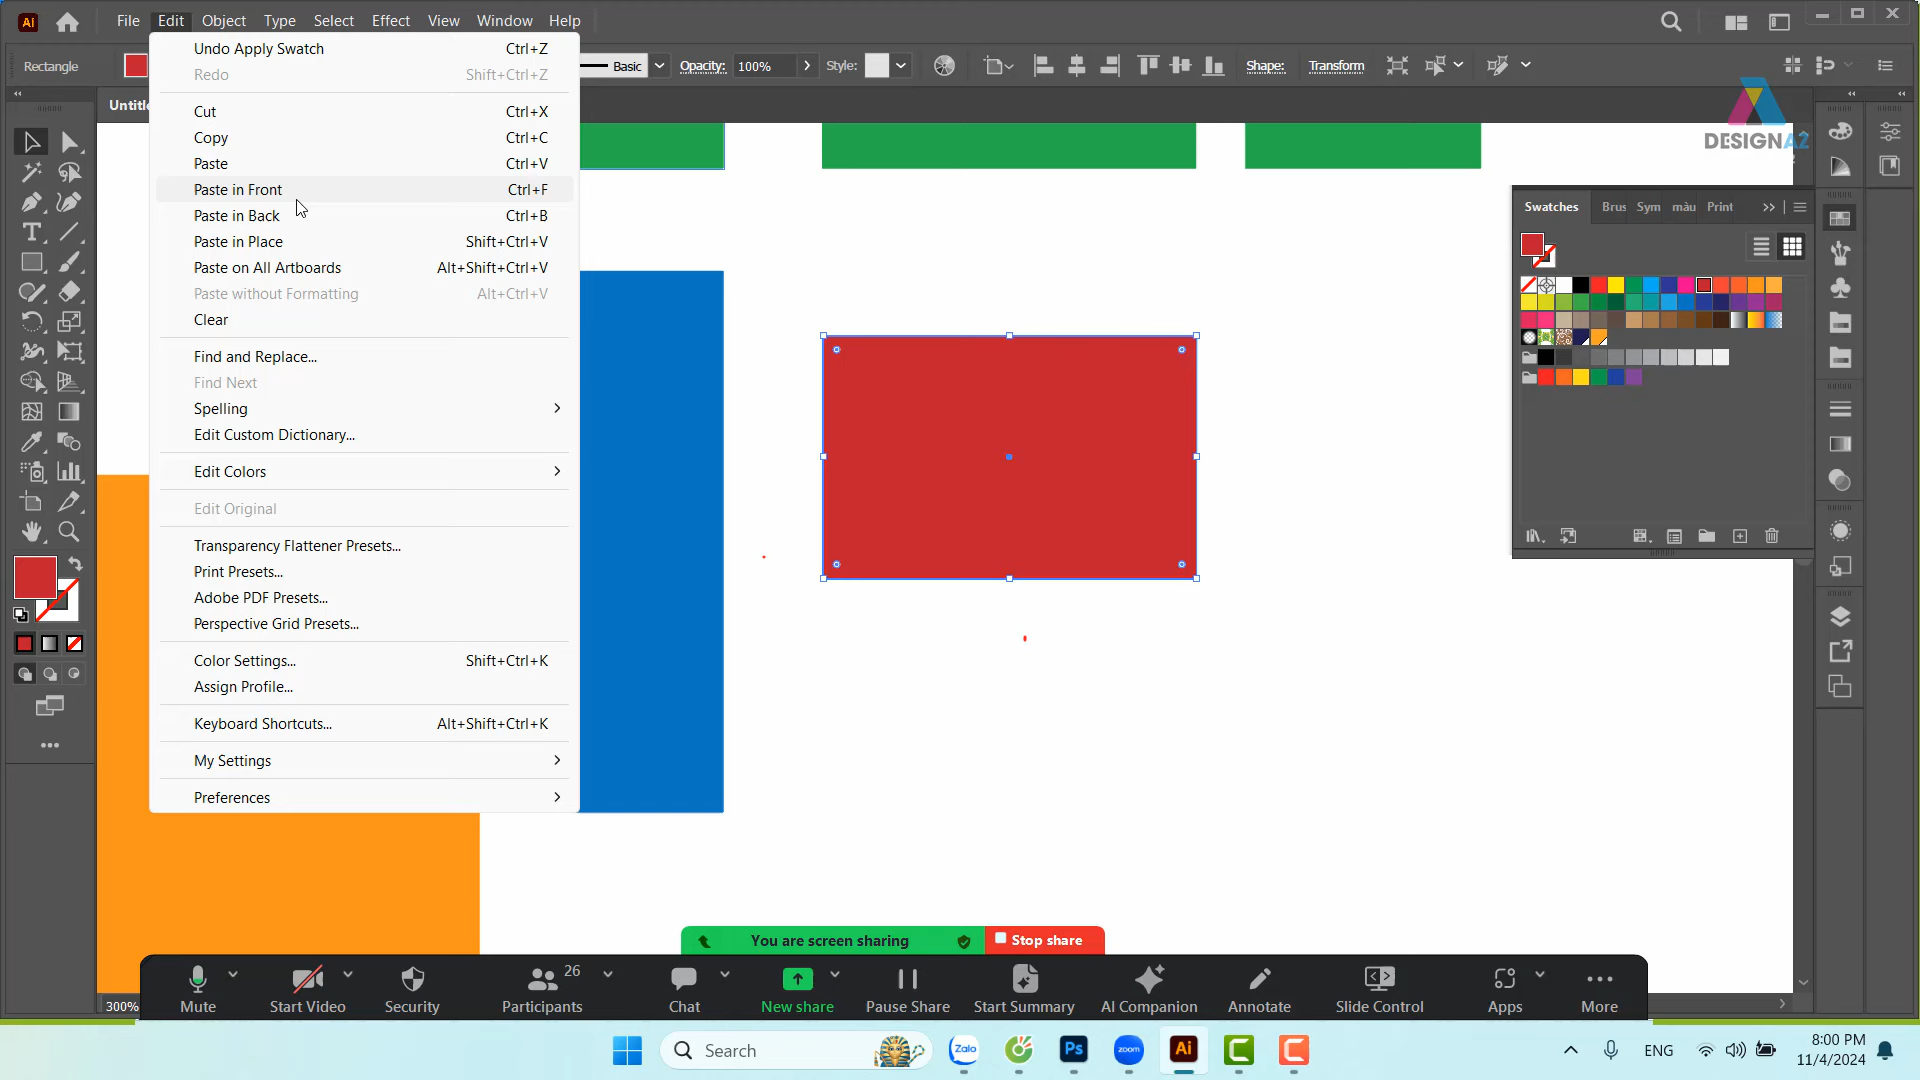 Ai File Edit Object Type Select Effect View Window Help
Rectangle Basic Opacity: 100% Style: Shape: Transform
Untitle
DESIGNA2
Undo Apply Swatch Ctrl+Z
Redo Shift+Ctrl+Z
Cut Ctrl+X
Copy Ctrl+C
Paste Ctrl+V
Paste in Front Ctrl+F
Paste in Back Ctrl+B
Paste in Place Shift+Ctrl+V
Paste on All Artboards Alt+Shift+Ctrl+V
Paste without Formatting Alt+Ctrl+V
Clear
Find and Replace...
Find Next
Spelling
Edit Custom Dictionary...
Edit Colors
Edit Original
Transparency Flattener Presets...
Print Presets...
Adobe PDF Presets...
Perspective Grid Presets...
Color Settings... Shift+Ctrl+K
Assign Profile...
Keyboard Shortcuts... Alt+Shift+Ctrl+K
My Settings
Preferences
Swatches Brus Sym màu Print
300%
You are screen sharing Stop share
Mute Start Video Security Participants 26 Chat New share Pause Share Start Summary AI Companion Annotate Slide Control Apps More
Search Zalo Ps zoom Ai ENG 8:00 PM
11/4/2024